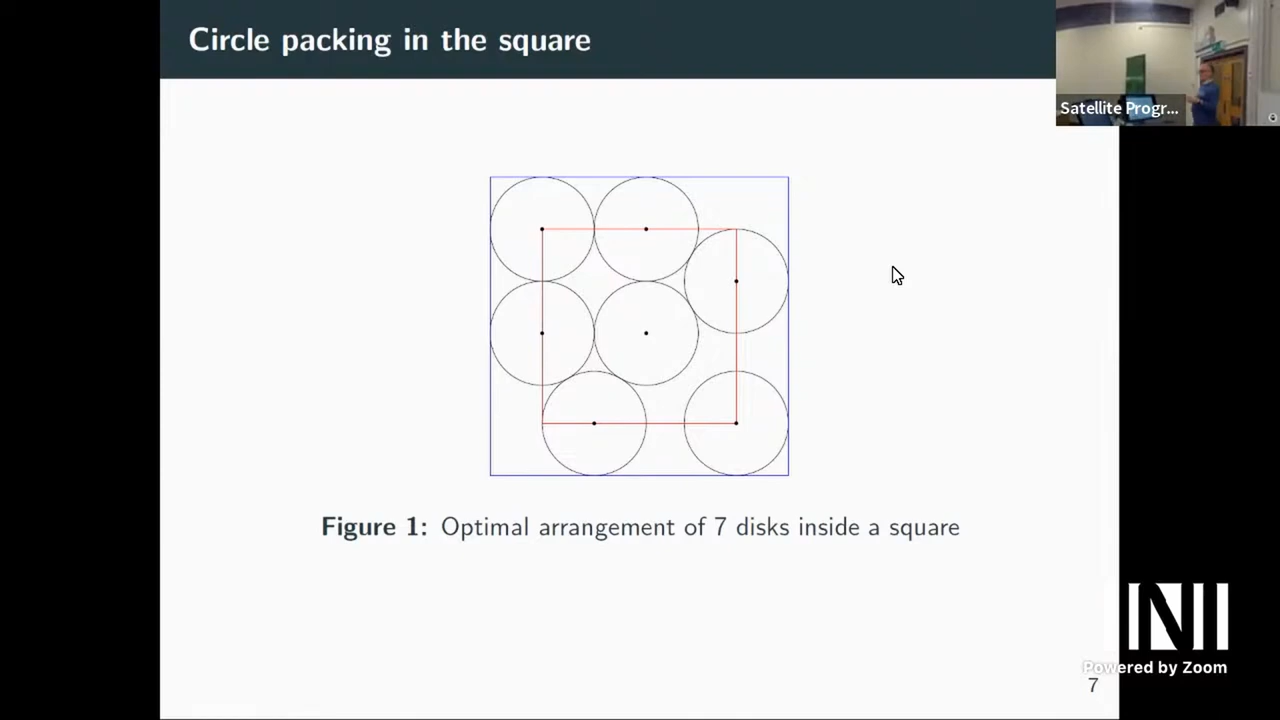 Circle packing in the square
Satellite Progr...
Figure 1: Optimal arrangement of 7 disks inside a square
Powered by Zoom
7